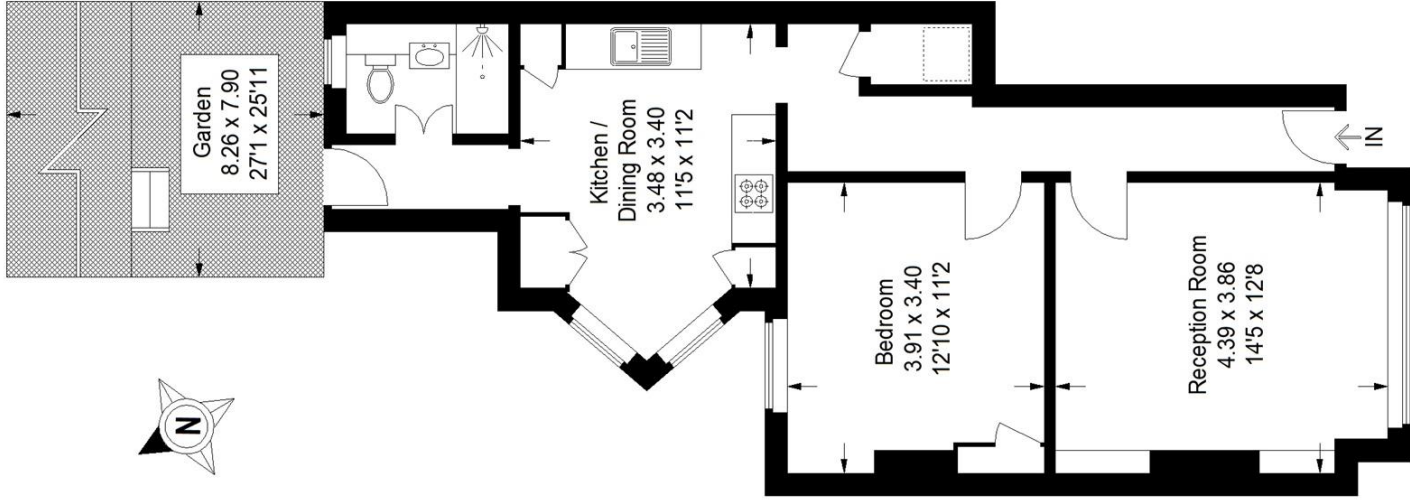 Garden
8.26 x 7.90
27'1 x 25'11
Kitchen /
Dining Room
3.48 x 3.40
11'5 x 11'2
Bedroom
3.91 x 3.40
12'10 x 11'2
Reception Room
4.39 x 3.86
14'5 x 12'8
IN
N